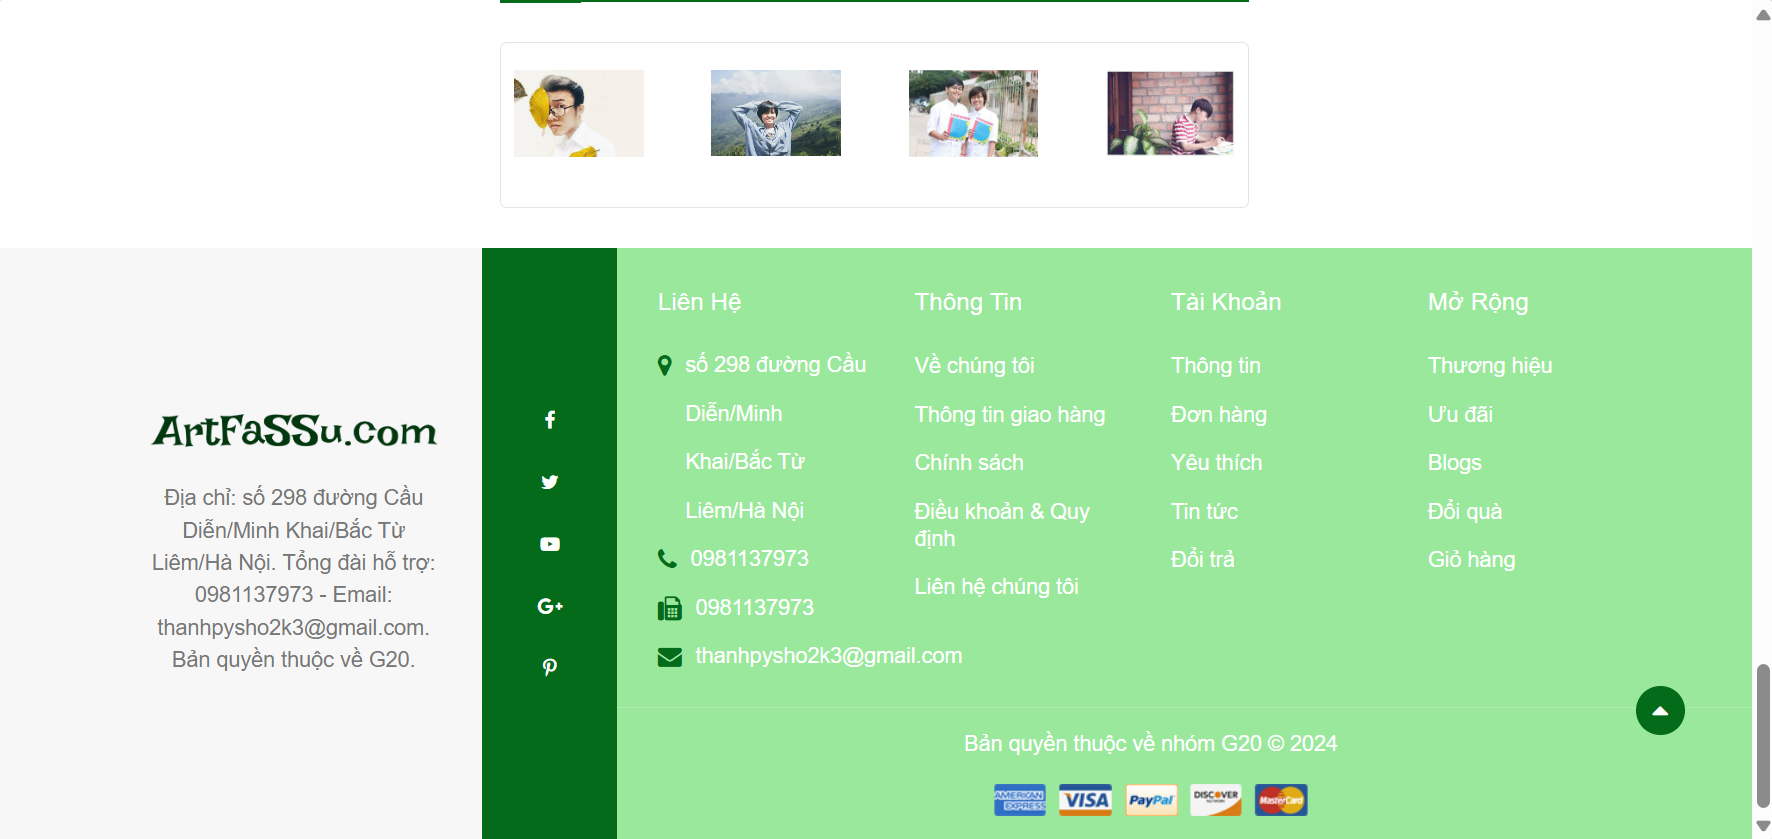 ArtFaSSu.com
Địa chỉ: số 298 đường Cầu
Diễn/Minh Khai/Bắc Từ
Liêm/Hà Nội. Tổng đài hỗ trợ:
0981137973 - Email:
thanhpysho2k3@gmail.com.
Bản quyền thuộc về G20.
Liên Hệ
số 298 đường Cầu
Diễn/Minh
Khai/Bắc Từ
Liêm/Hà Nội
0981137973
0981137973
thanhpysho2k3@gmail.com
Thông Tin
Về chúng tôi
Thông tin giao hàng
Chính sách
Điều khoản & Quy
định
Liên hệ chúng tôi
Tài Khoản
Thông tin
Đơn hàng
Yêu thích
Tin tức
Đổi trả
Mở Rộng
Thương hiệu
Ưu đãi
Blogs
Đổi quà
Giỏ hàng
Bản quyền thuộc về nhóm G20 © 2024
AMERICAN EXPRESS
VISA
PayPal
DISCOVER
MasterCard